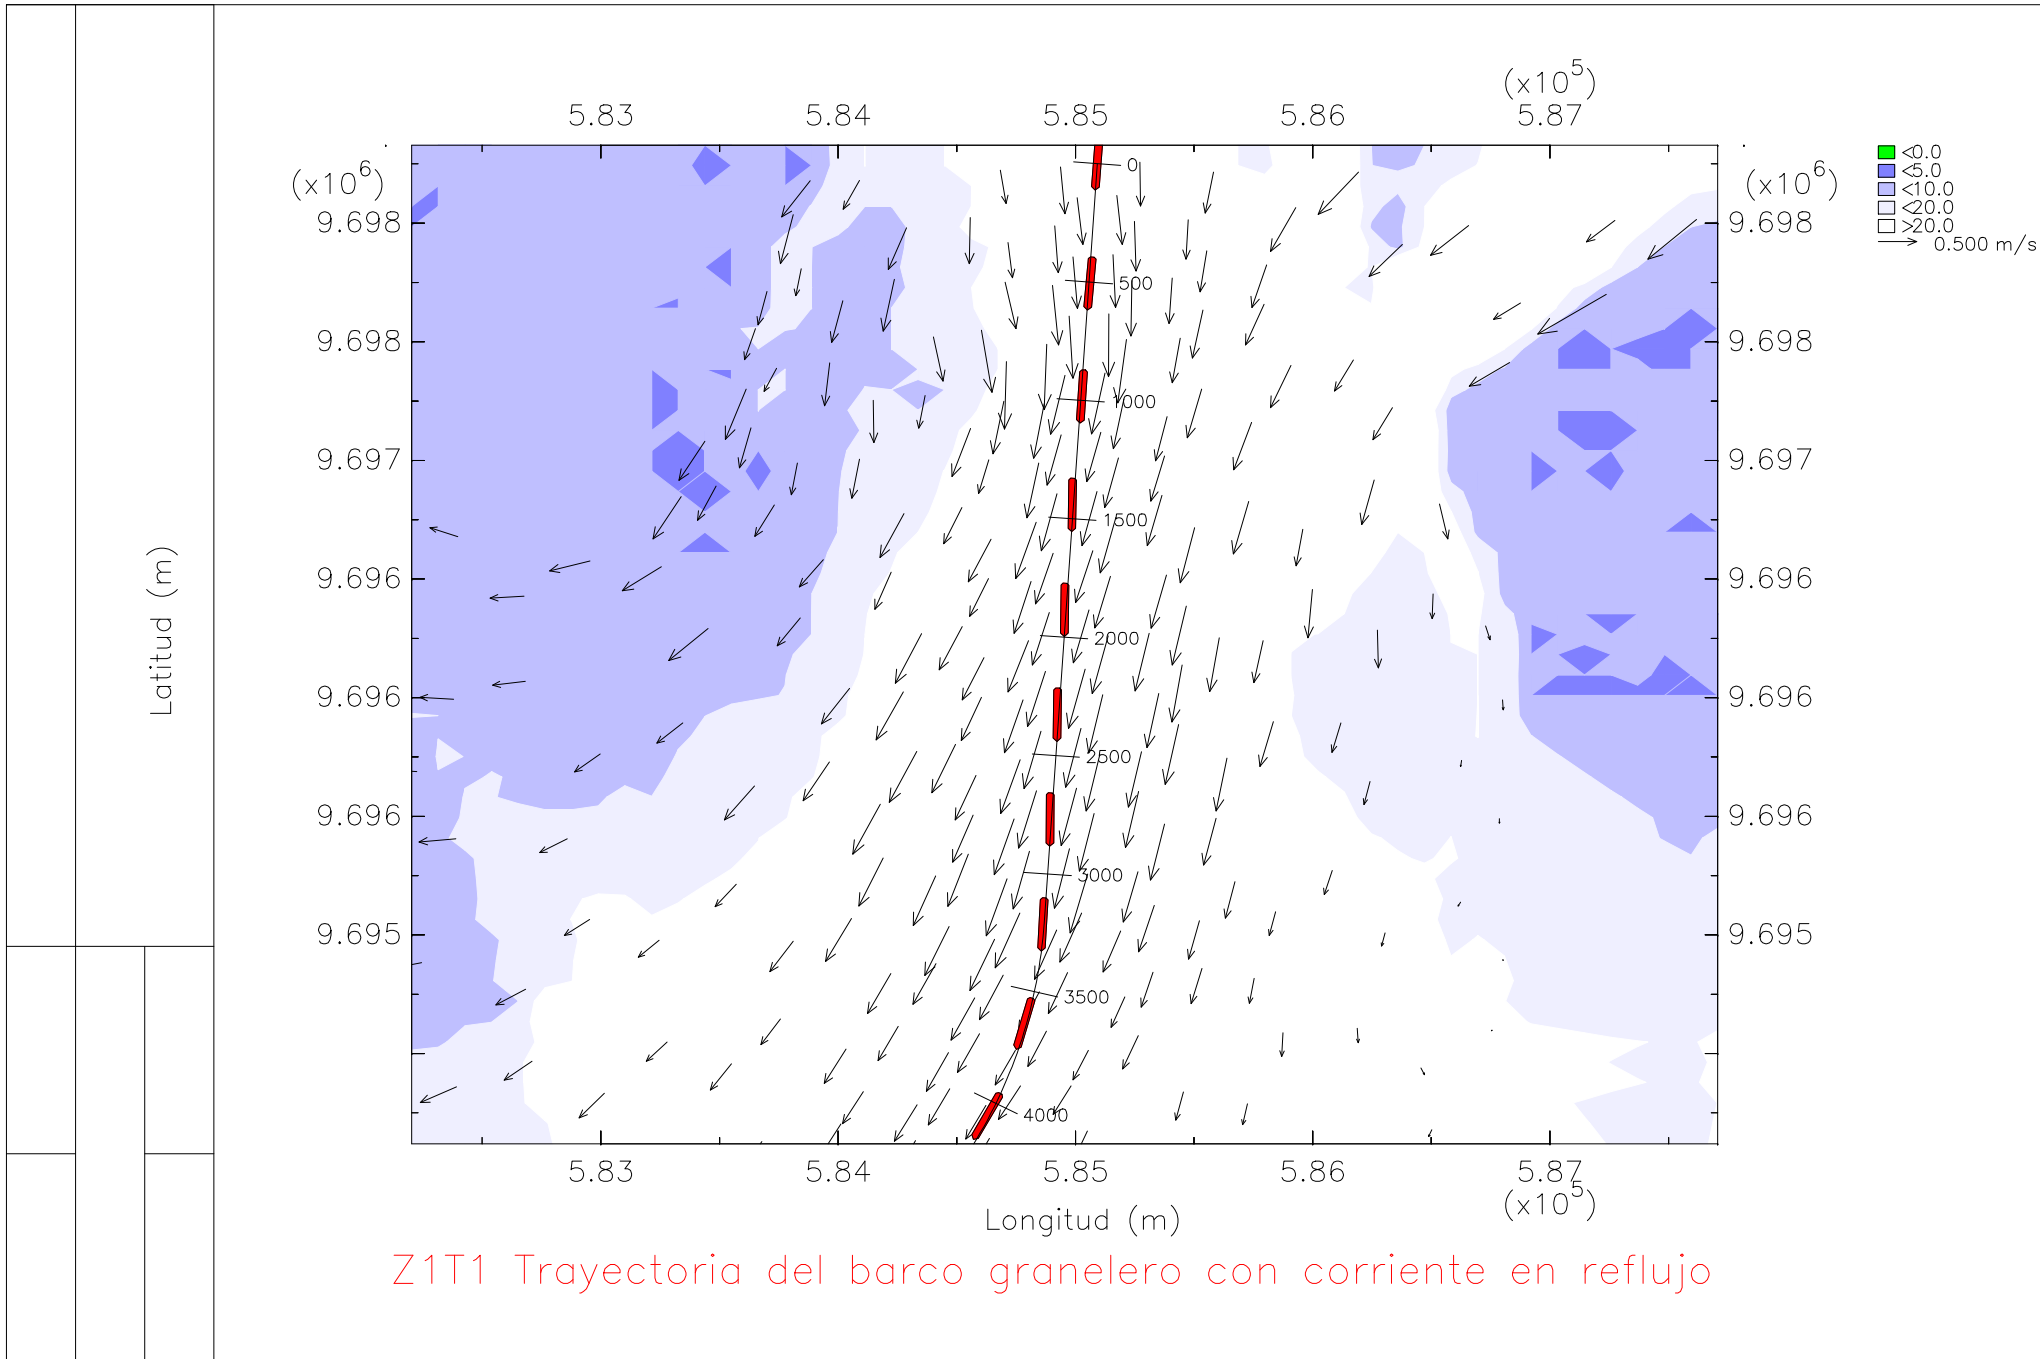 (x10^5)
5.83 5.84 5.85 5.86 5.87
(x10^6)
9.698
9.698
9.697
9.696
9.696
9.696
9.695
Latitud (m)
0
500
1000
1500
2000
2500
3000
3500
4000
(x10^6)
9.698
9.698
9.697
9.696
9.696
9.696
9.695
<0.0
<5.0
<10.0
<20.0
>20.0
0.500 m/s
5.83 5.84 5.85 5.86 5.87
(x10^5)
Longitud (m)
Z1T1 Trayectoria del barco granelero con corriente en reflujo